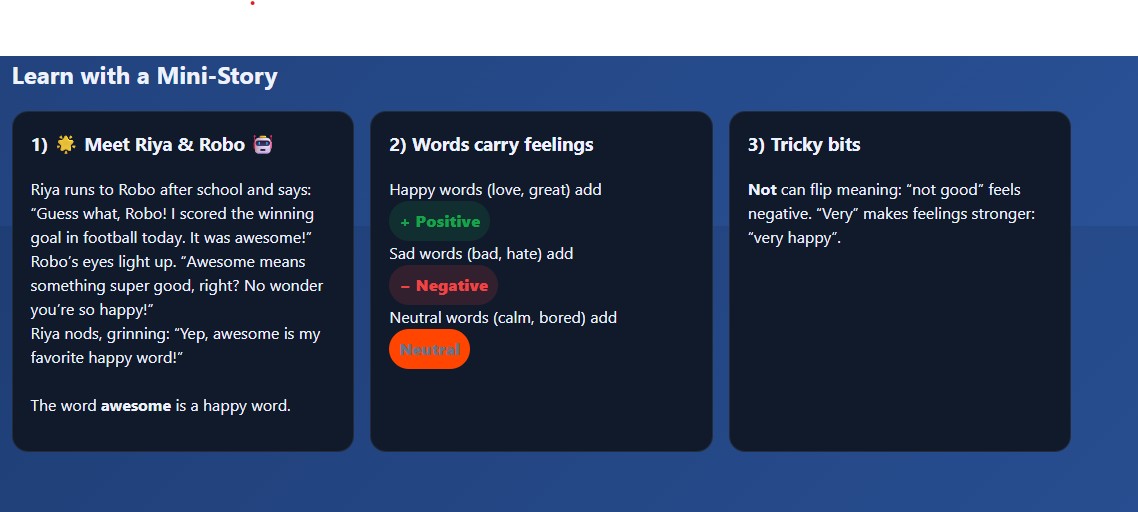 Learn with a Mini-Story
1) 🌟 Meet Riya & Robo 🤖
Riya runs to Robo after school and says:
“Guess what, Robo! I scored the winning
goal in football today. It was awesome!”
Robo’s eyes light up. “Awesome means
something super good, right? No wonder
you’re so happy!”
Riya nods, grinning: “Yep, awesome is my
favorite happy word!”
The word awesome is a happy word.
2) Words carry feelings
Happy words (love, great) add
+ Positive
Sad words (bad, hate) add
− Negative
Neutral words (calm, bored) add
Neutral
3) Tricky bits
Not can flip meaning: “not good” feels
negative. “Very” makes feelings stronger:
“very happy”.